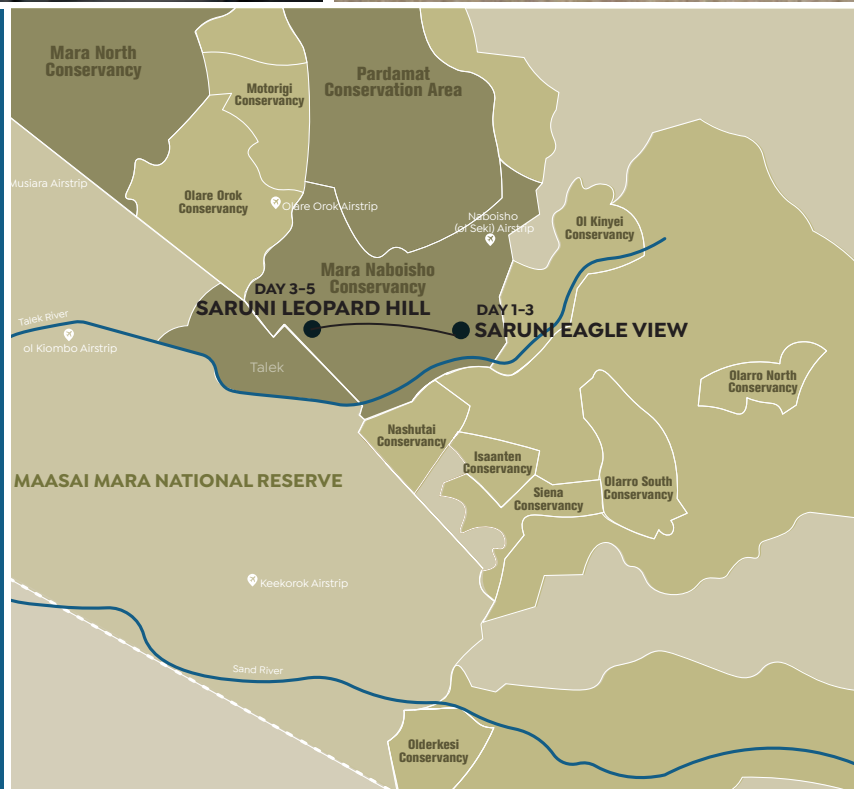 Mara North
Conservancy
Pardamat
Conservation Area
Motorigi
Conservancy
Musiara Airstrip
Olare Orok
Conservancy
Olare Orok Airstrip
Naboisho
(ol Seki) Airstrip
Ol Kinyei
Conservancy
Mara Naboisho
Conservancy
DAY 3-5
SARUNI LEOPARD HILL
DAY 1-3
SARUNI EAGLE VIEW
Talek River
ol Kiombo Airstrip
Talek
Olarro North
Conservancy
Nashutai
Conservancy
Isaanten
Conservancy
MAASAI MARA NATIONAL RESERVE
Siena
Conservancy
Olarro South
Conservancy
Keekorok Airstrip
Sand River
Olderkesi
Conservancy